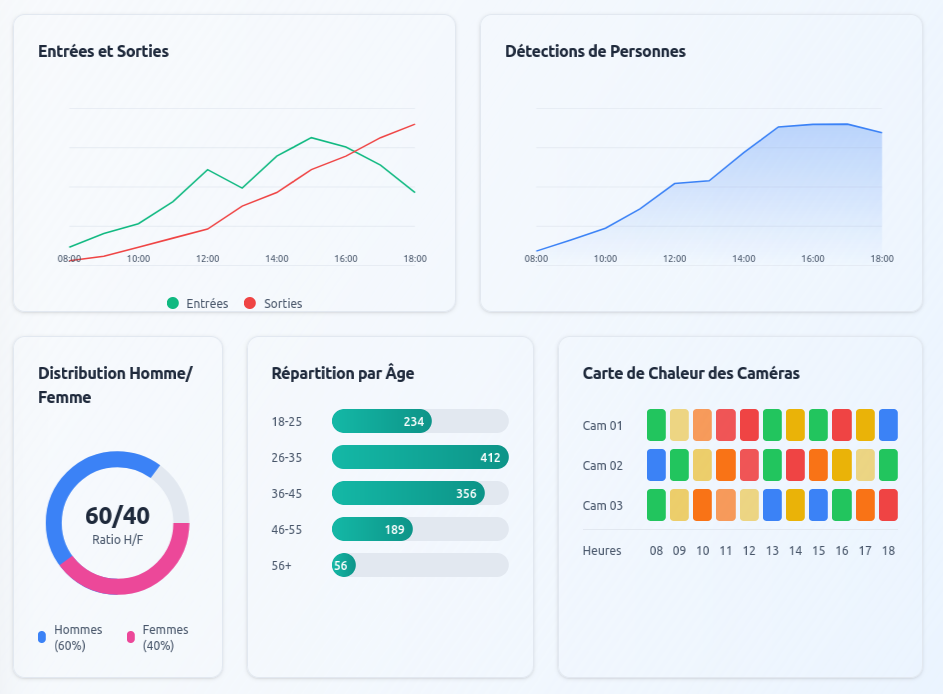 Entrées et Sorties
08:00 10:00 12:00 14:00 16:00 18:00
Entrées Sorties
Détections de Personnes
08:00 10:00 12:00 14:00 16:00 18:00
Distribution Homme/
Femme
60/40
Ratio H/F
Hommes
(60%)
Femmes
(40%)
Répartition par Âge
18-25 234
26-35 412
36-45 356
46-55 189
56+ 56
Carte de Chaleur des Caméras
Cam 01
Cam 02
Cam 03
Heures 08 09 10 11 12 13 14 15 16 17 18